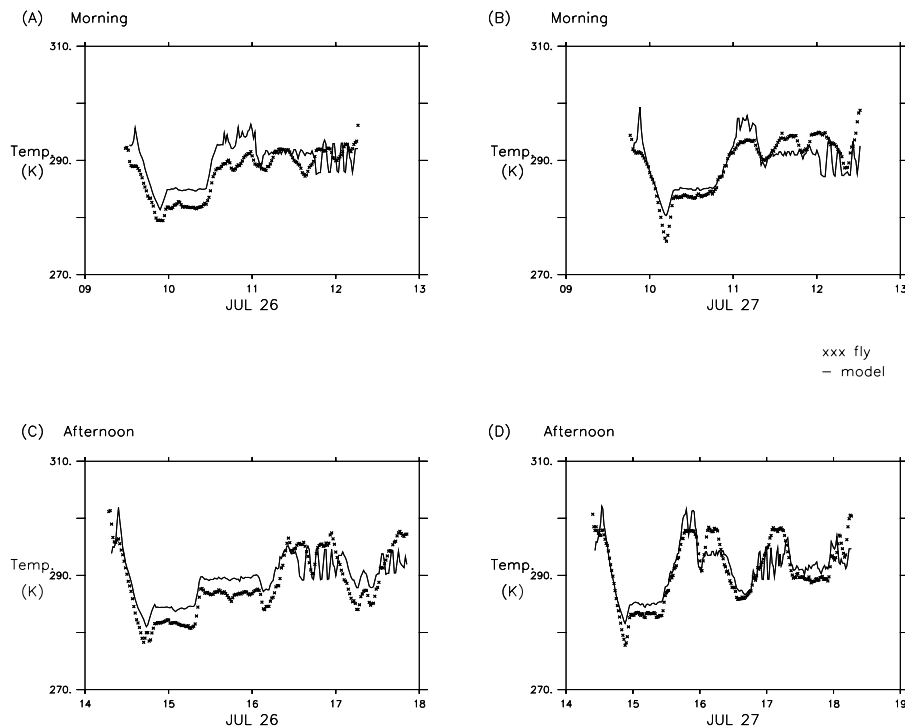 (A) Morning
310.
Temp.
290.
(K)
270.
09 10 11 12 13
JUL 26
(B) Morning
310.
Temp.
290.
(K)
270.
09 10 11 12 13
JUL 27
xxx fly
— model
(C) Afternoon
310.
Temp.
290.
(K)
270.
14 15 16 17 18
JUL 26
(D) Afternoon
310.
Temp.
290.
(K)
270.
14 15 16 17 18 19
JUL 27